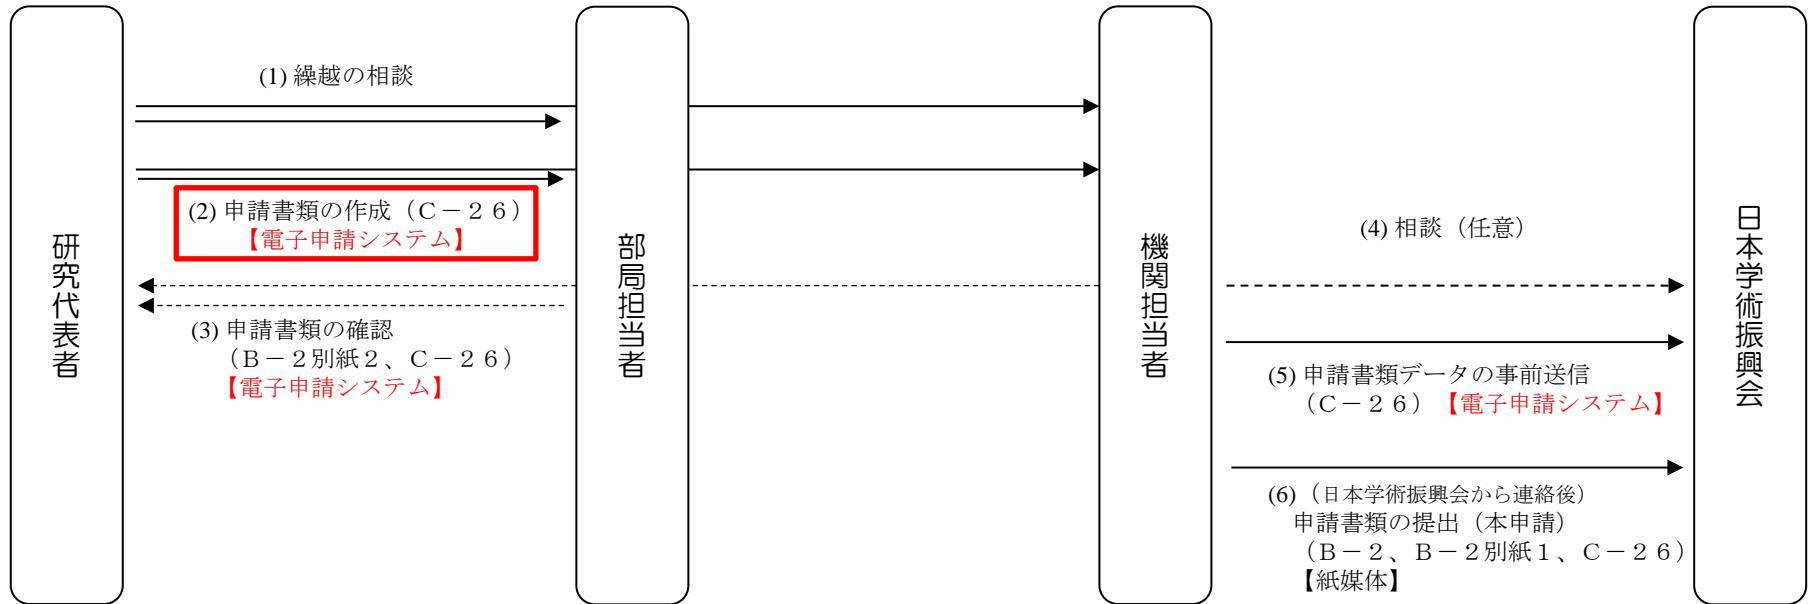 (1) 繰越の相談
(2) 申請書類の作成（Ｃ－２６）
【電子申請システム】
(3) 申請書類の確認
（Ｂ－２別紙２、Ｃ－２６）
【電子申請システム】
(4) 相談（任意）
(5) 申請書類データの事前送信
（Ｃ－２６）【電子申請システム】
(6)（日本学術振興会から連絡後）
申請書類の提出（本申請）
（Ｂ－２、Ｂ－２別紙１、Ｃ－２６）
【紙媒体】
研究代表者
部局担当者
機関担当者
日本学術振興会